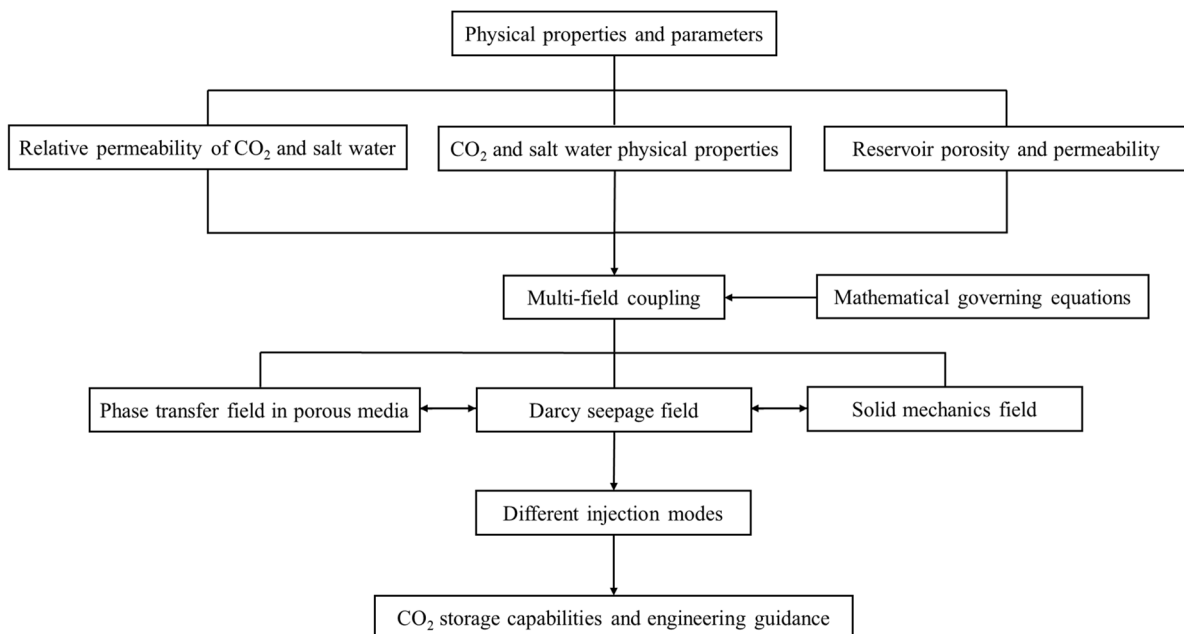 Physical properties and parameters
Relative permeability of CO₂ and salt water
CO₂ and salt water physical properties
Reservoir porosity and permeability
Multi-field coupling
Mathematical governing equations
Phase transfer field in porous media
Darcy seepage field
Solid mechanics field
Different injection modes
CO₂ storage capabilities and engineering guidance